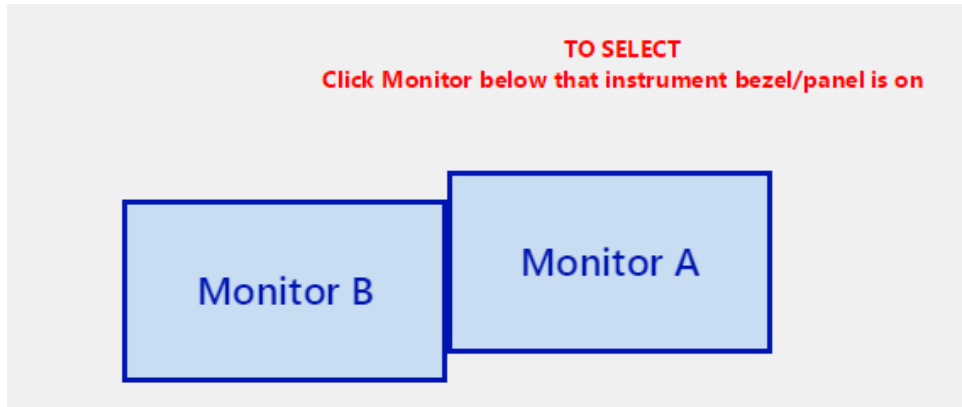 TO SELECT
Click Monitor below that instrument bezel/panel is on
Monitor B
Monitor A